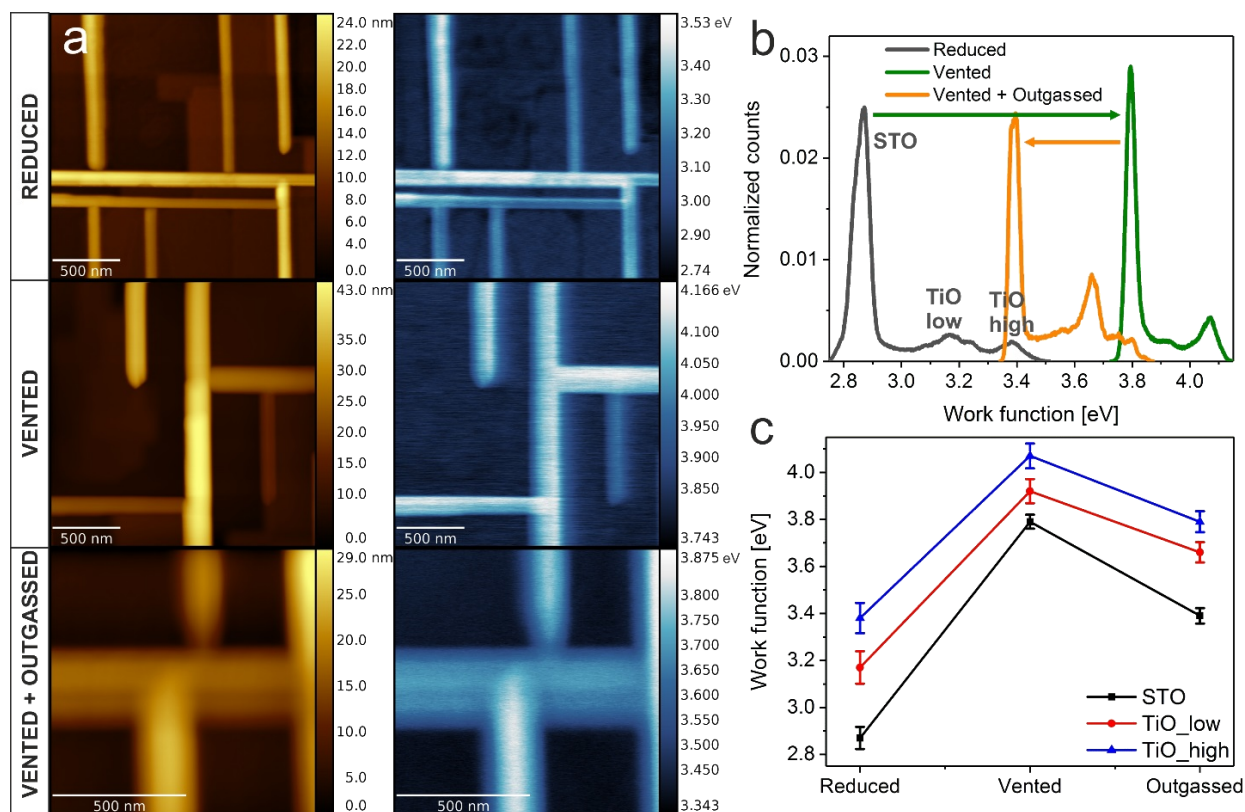 a
REDUCED
24.0 nm
22.0
20.0
18.0
16.0
14.0
12.0
10.0
8.0
6.0
4.0
0.0
500 nm
3.53 eV
3.40
3.30
3.20
3.10
3.00
2.90
2.74
500 nm
VENTED
43.0 nm
35.0
30.0
25.0
20.0
15.0
10.0
0.0
500 nm
4.166 eV
4.100
4.050
4.000
3.950
3.900
3.850
3.743
500 nm
VENTED + OUTGASSED
29.0 nm
25.0
20.0
15.0
10.0
5.0
0.0
500 nm
3.875 eV
3.800
3.750
3.700
3.650
3.600
3.550
3.500
3.450
3.343
500 nm
b
Reduced
Vented
Vented + Outgassed
STO
TiO
low
TiO
high
Normalized counts
0.03
0.02
0.01
0.00
2.8 3.0 3.2 3.4 3.6 3.8 4.0
Work function [eV]
c
Work function [eV]
4.0
3.8
3.6
3.4
3.2
3.0
2.8
STO
TiO_low
TiO_high
Reduced Vented Outgassed